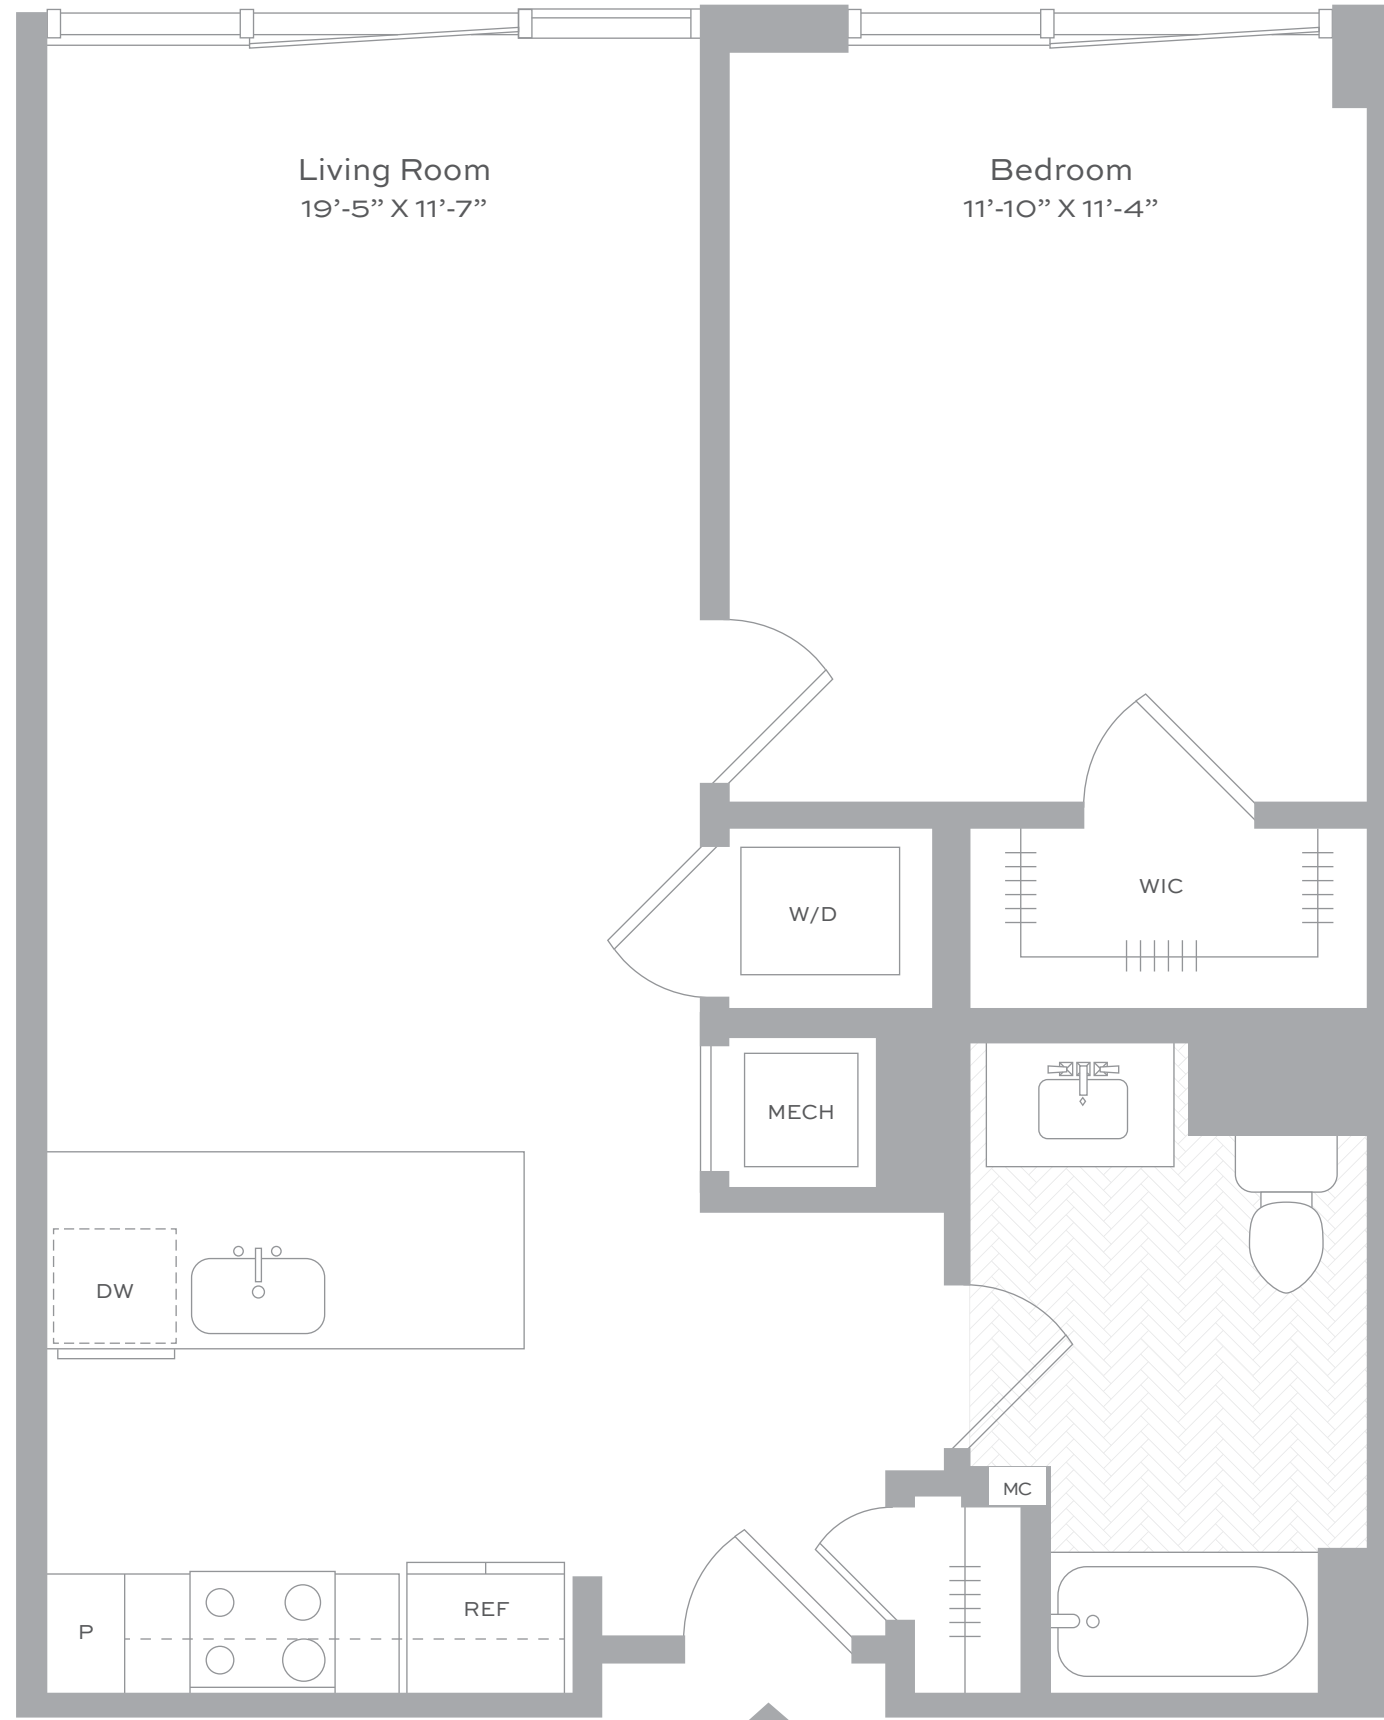 Living Room
19’-5” X 11’-7”
Bedroom
11’-10” X 11’-4”
WIC
W/D
MECH
DW
MC
REF
P